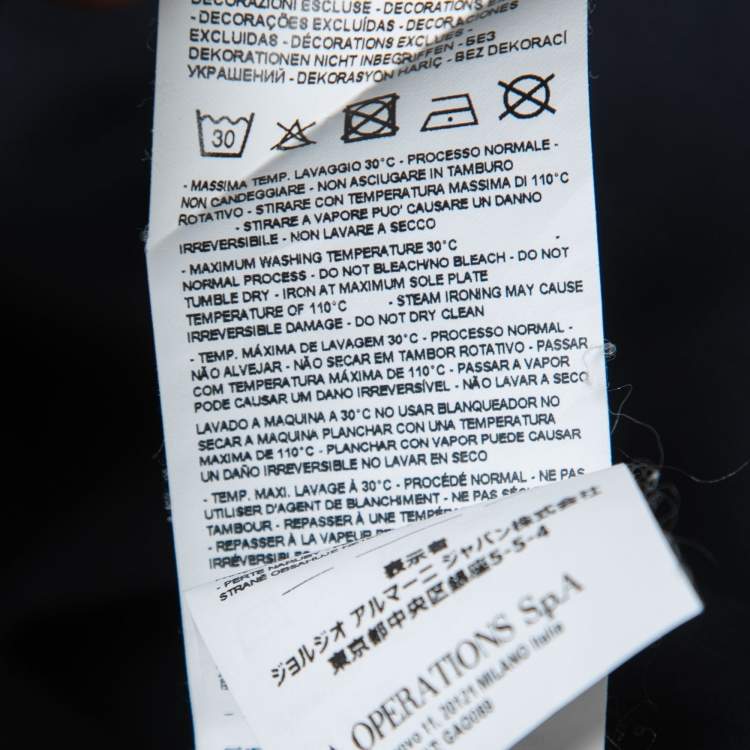 DECORAZIONI ESCLUSE - DECORATIONS
- DECORAÇÕES EXCLUÍDAS - DECORACIONES
EXCLUIDAS - DÉCORATIONS EXCLUES - БЕЗ
DEKORATIONEN NICHT INBEGRIFFEN - BEZ DEKORACÍ
УКРАШЕНИЙ - DEKORASYON HARİÇ -
30
- MASSIMA TEMP. LAVAGGIO 30°C - PROCESSO NORMALE -
NON CANDEGGIARE - NON ASCIUGARE IN TAMBURO
ROTATIVO - STIRARE CON TEMPERATURA MASSIMA DI 110°C
- STIRARE A VAPORE PUO' CAUSARE UN DANNO
IRREVERSIBILE - NON LAVARE A SECCO
- MAXIMUM WASHING TEMPERATURE 30°C
NORMAL PROCESS - DO NOT BLEACH/NO BLEACH - DO NOT
TUMBLE DRY - IRON AT MAXIMUM SOLE PLATE
TEMPERATURE OF 110°C - STEAM IRONING MAY CAUSE
IRREVERSIBLE DAMAGE - DO NOT DRY CLEAN
- TEMP. MÁXIMA DE LAVAGEM 30°C - PROCESSO NORMAL -
NÃO ALVEJAR - NÃO SECAR EM TAMBOR ROTATIVO - PASSAR
COM TEMPERATURA MÁXIMA DE 110°C - PASSAR A VAPOR
PODE CAUSAR UM DANO IRREVERSÍVEL - NÃO LAVAR A SECO
LAVADO A MAQUINA A 30°C NO USAR BLANQUEADOR NO
SECAR A MAQUINA PLANCHAR CON UNA TEMPERATURA
MAXIMA DE 110°C - PLANCHAR CON VAPOR PUEDE CAUSAR
UN DAÑO IRREVERSIBLE NO LAVAR EN SECO
- TEMP. MAXI. LAVAGE À 30°C - PROCÉDÉ NORMAL - NE PAS
UTILISER D'AGENT DE BLANCHIMENT - NE PAS
TAMBOUR - REPASSER À UNE
- REPASSER À LA VAPEUR
- PERTE
表示者
ジョルジオ アルマーニ ジャパン株式会社
東京都中央区銀座5-5-4
OPERATIONS SpA
11, 20121 MILANO Italie
GA0089